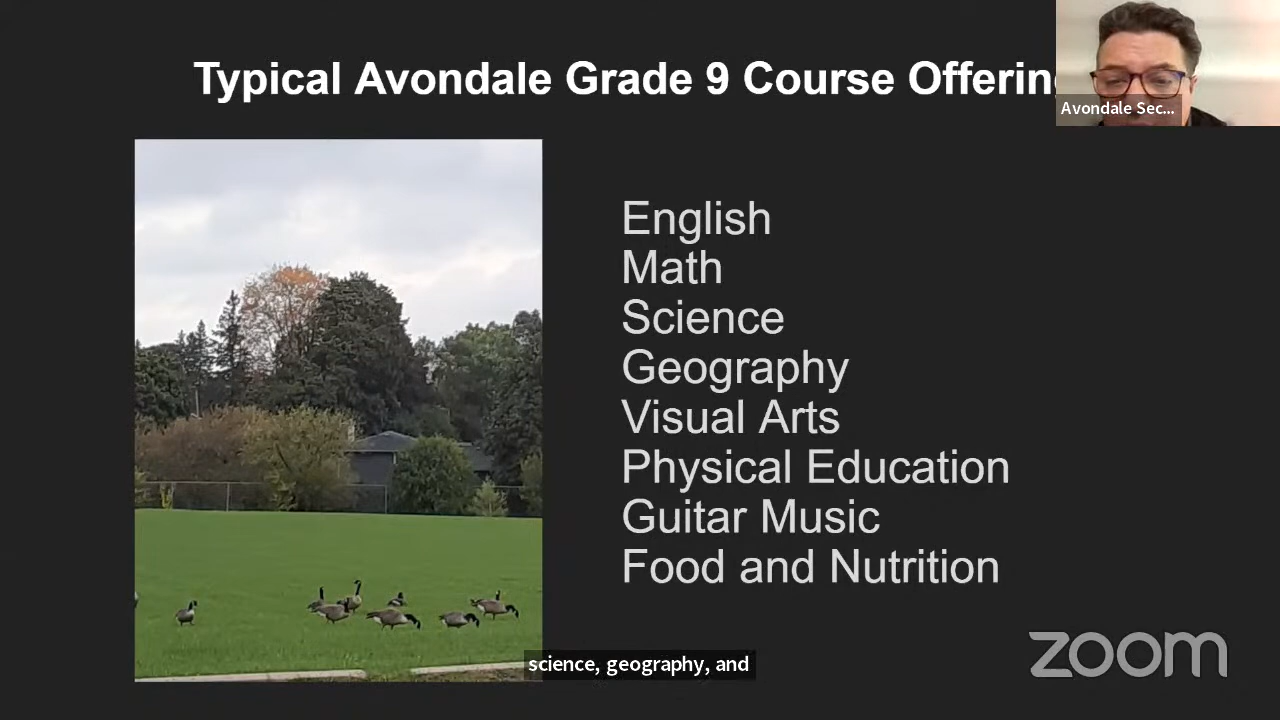 Typical Avondale Grade 9 Course Offering
Avondale Sec...
English
Math
Science
Geography
Visual Arts
Physical Education
Guitar Music
Food and Nutrition
science, geography, and
zoom